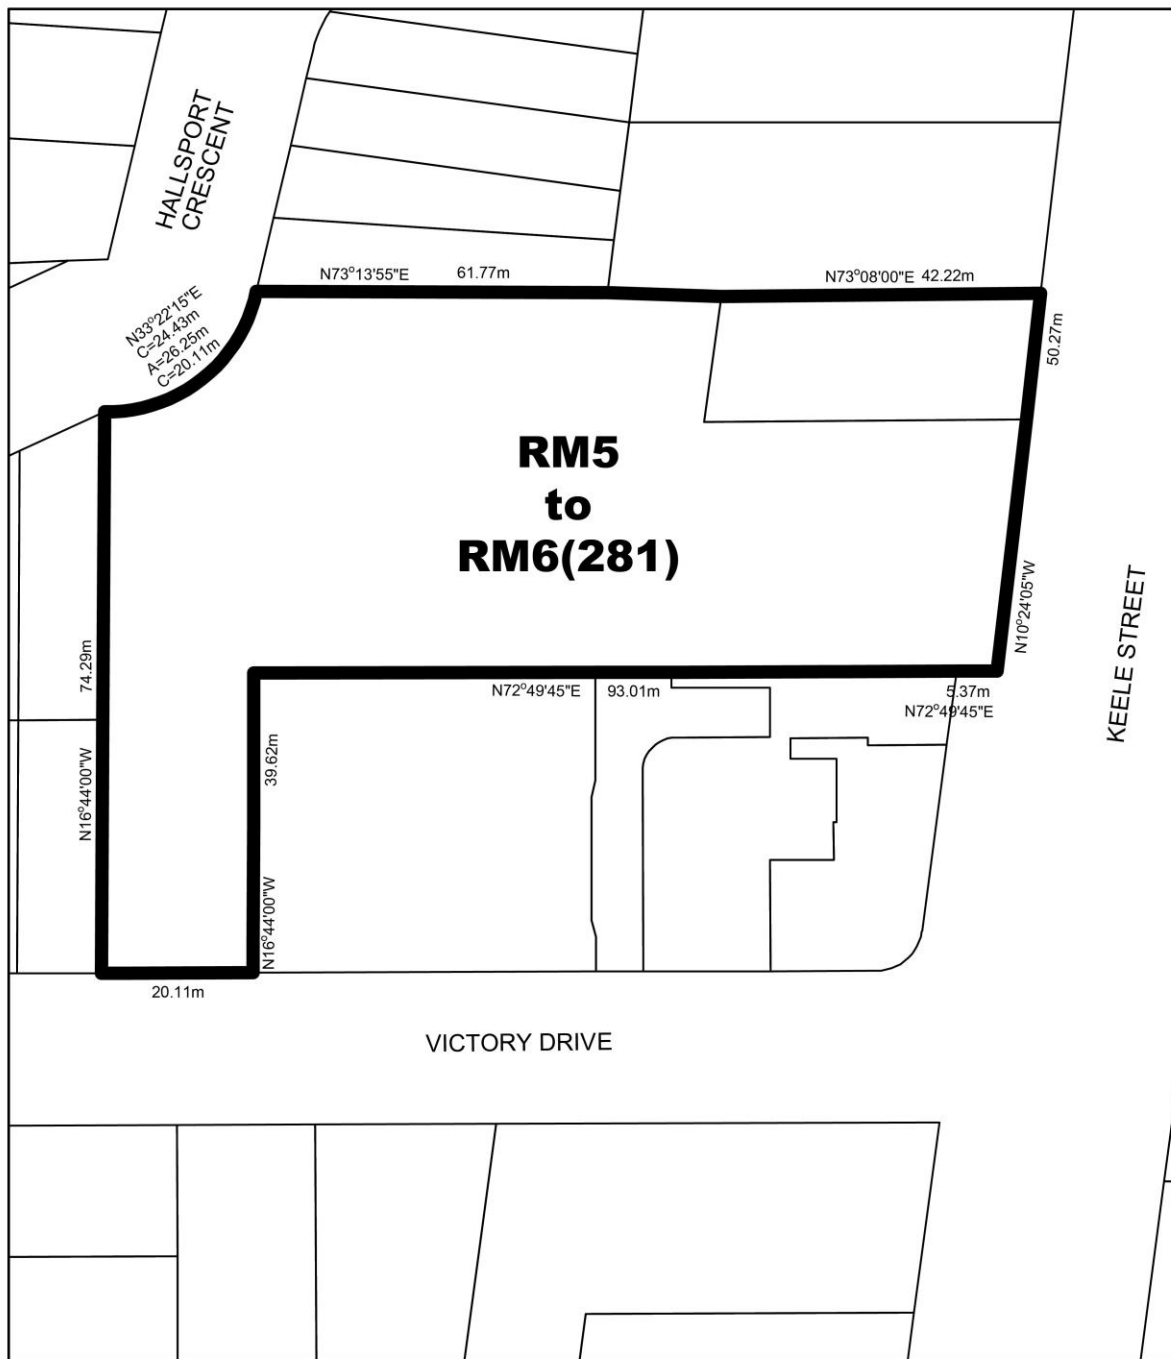 HALLSPORT
CRESCENT
N73°13'55"E 61.77m
N73°08'00"E 42.22m
N33°22'15"E
C=24.43m
A=26.25m
C=20.11m
50.27m
RM5
to
RM6(281)
N10°24'05"W
KEELE STREET
74.29m
N72°49'45"E 93.01m
5.37m
N72°49'45"E
39.62m
N16°44'00"W
N16°44'00"W
20.11m
VICTORY DRIVE